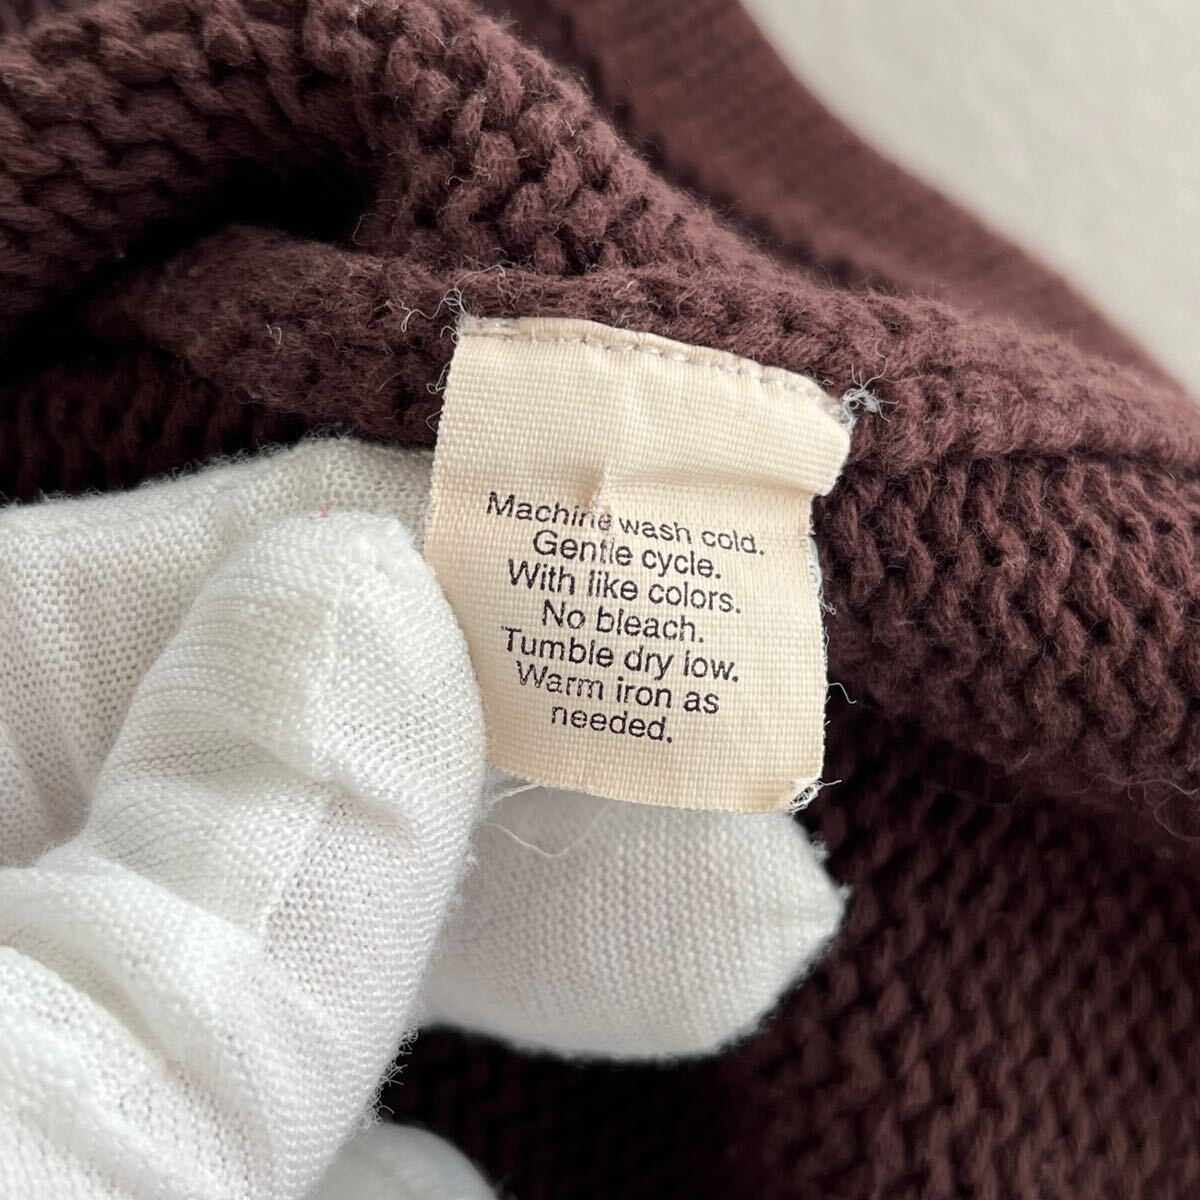 Machine wash cold.
Gentle cycle.
With like colors.
No bleach.
Tumble dry low.
Warm iron as
needed.